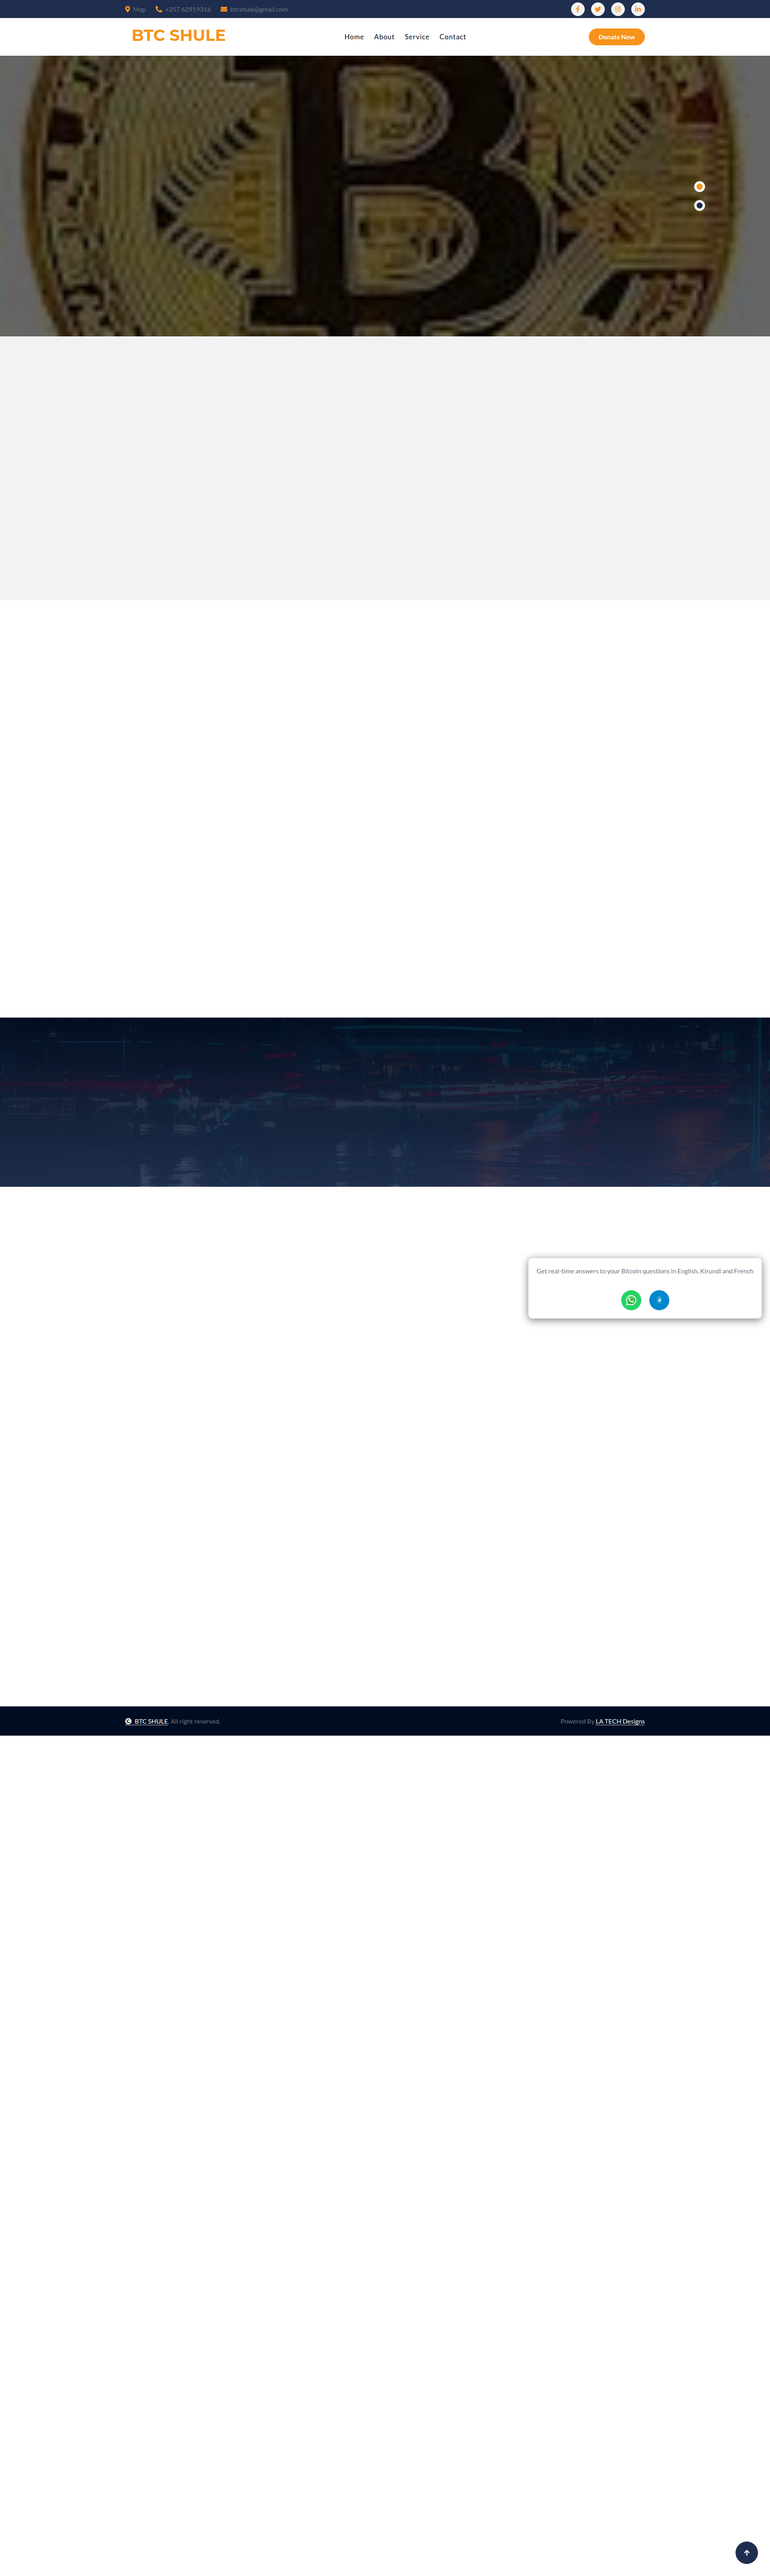 Map +257 62919316 btcshule@gmail.com
BTC SHULE
Home About Service Contact
Donate Now
Get real-time answers to your Bitcoin questions in English, Kirundi and French
BTC SHULE, All right reserved.
Powered By LA TECH Designs